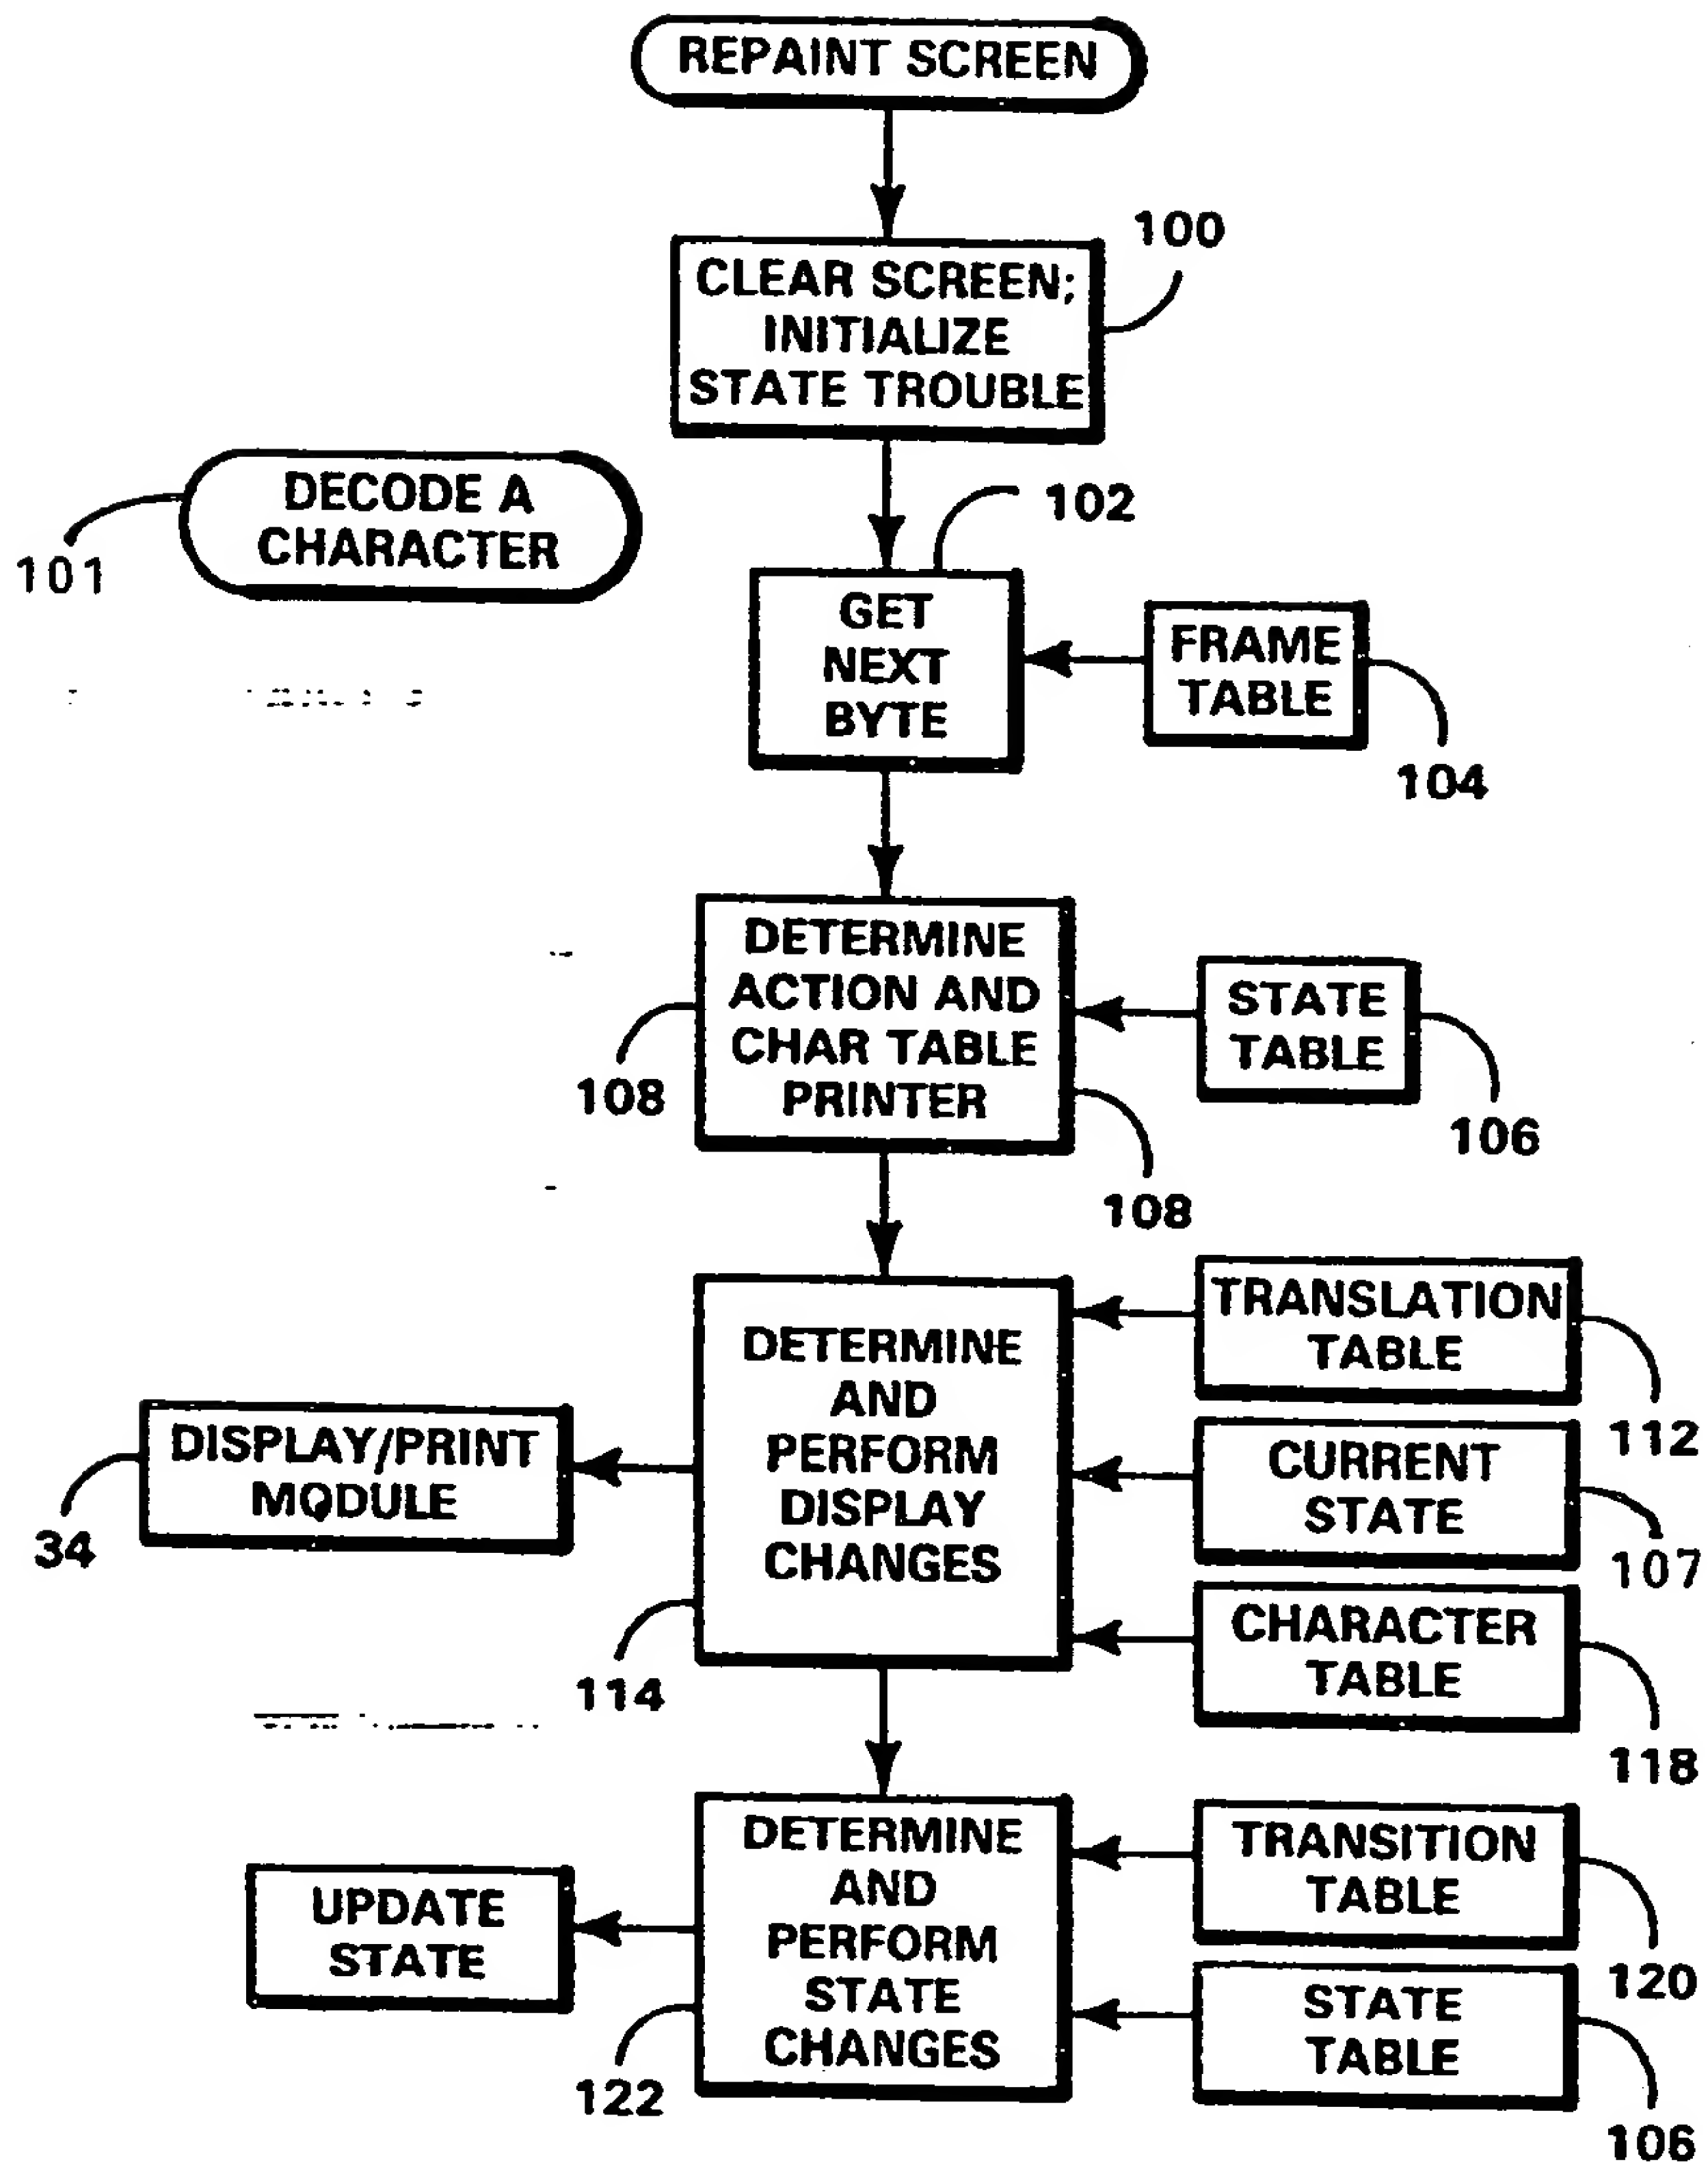 REPAINT SCREEN
100
CLEAR SCREEN;
INITIALIZE
STATE TROUBLE
DECODE A
CHARACTER
101
102
GET
NEXT
BYTE
FRAME
TABLE
104
DETERMINE
ACTION AND
CHAR TABLE
PRINTER
108
108
STATE
TABLE
106
DETERMINE
AND
PERFORM
DISPLAY
CHANGES
114
DISPLAY/PRINT
MODULE
34
TRANSLATION
TABLE
112
CURRENT
STATE
107
CHARACTER
TABLE
118
DETERMINE
AND
PERFORM
STATE
CHANGES
122
UPDATE
STATE
TRANSITION
TABLE
120
STATE
TABLE
106